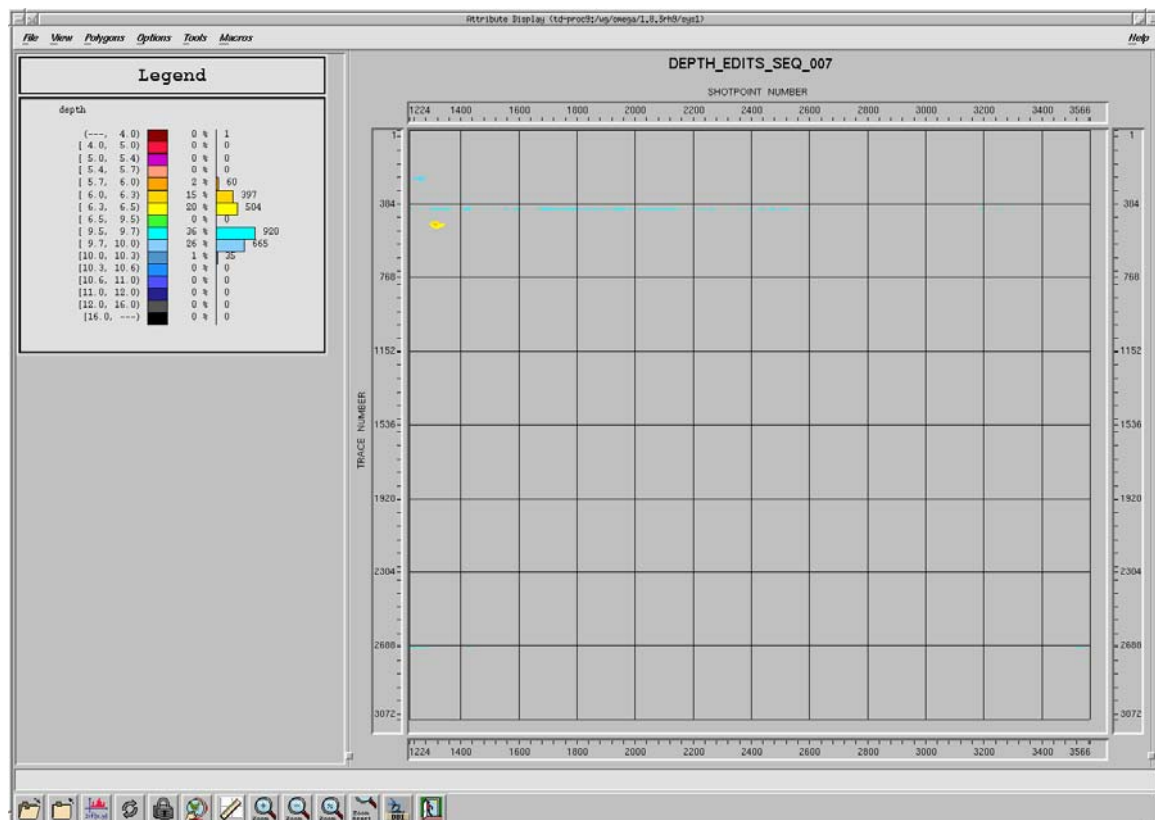 Attribute Display (td-proc9:/wg/omega/1.8.5rh9/sys1)
File View Polygons Options Tools Macros Help
Legend
depth
(---, 4.0) 0 % 1
[ 4.0, 5.0) 0 % 0
[ 5.0, 5.4) 0 % 0
[ 5.4, 5.7) 0 % 0
[ 5.7, 6.0) 2 % 60
[ 6.0, 6.3) 15 % 397
[ 6.3, 6.5) 20 % 504
[ 6.5, 9.5) 0 % 0
[ 9.5, 9.7) 36 % 920
[ 9.7, 10.0) 26 % 665
[10.0, 10.3) 1 % 35
[10.3, 10.6) 0 % 0
[10.6, 11.0) 0 % 0
[11.0, 12.0) 0 % 0
[12.0, 16.0) 0 % 0
[16.0, ---) 0 % 0
DEPTH_EDITS_SEQ_007
SHOTPOINT NUMBER
1224 1400 1600 1800 2000 2200 2400 2600 2800 3000 3200 3400 3566
TRACE NUMBER
1 1
384 384
768 768
1152 1152
1536 1536
1920 1920
2304 2304
2688 2688
3072 3072
1224 1400 1600 1800 2000 2200 2400 2600 2800 3000 3200 3400 3566